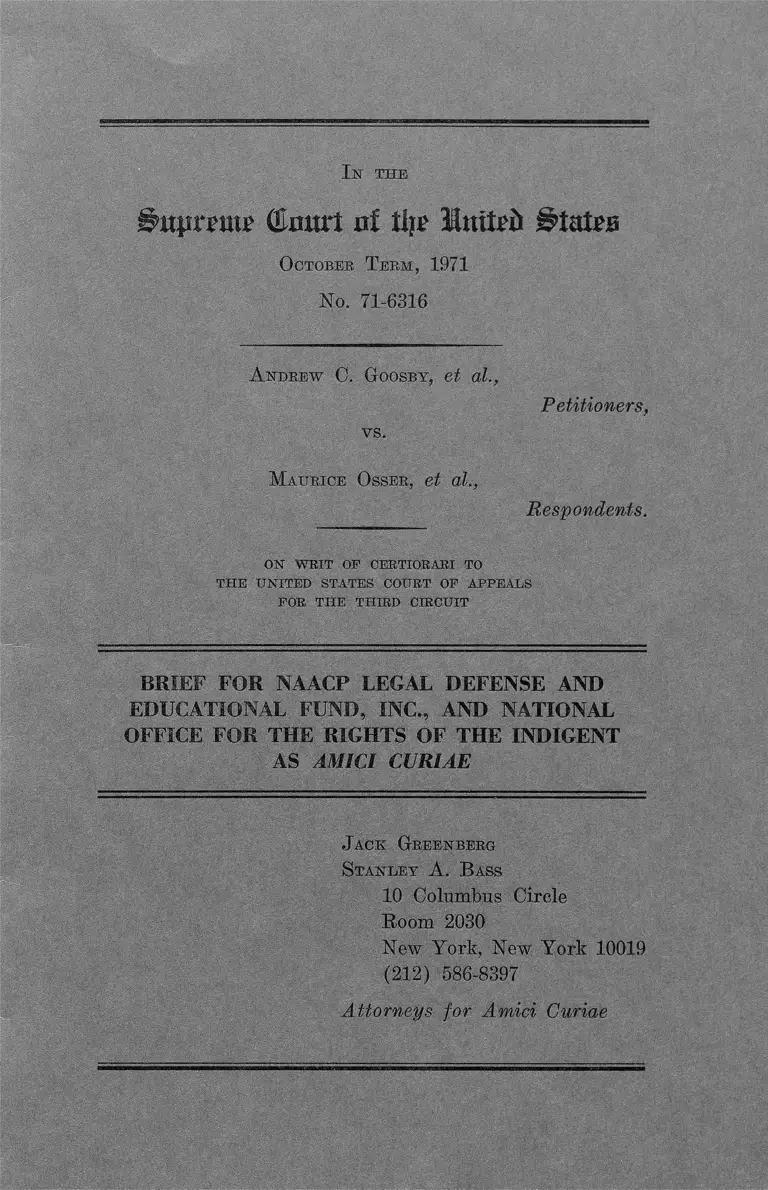 IN THE
Supreme Court of the United States
OCTOBER TERM, 1971
No. 71-6316
ANDREW C. GOOSBY, et al.,
Petitioners,
vs.
MAURICE OSSER, et al.,
Respondents.
ON WRIT OF CERTIORARI TO
THE UNITED STATES COURT OF APPEALS
FOR THE THIRD CIRCUIT
BRIEF FOR NAACP LEGAL DEFENSE AND
EDUCATIONAL FUND, INC., AND NATIONAL
OFFICE FOR THE RIGHTS OF THE INDIGENT
AS AMICI CURIAE
JACK GREENBERG
STANLEY A. BASS
10 Columbus Circle
Room 2030
New York, New York 10019
(212) 586-8397
Attorneys for Amici Curiae